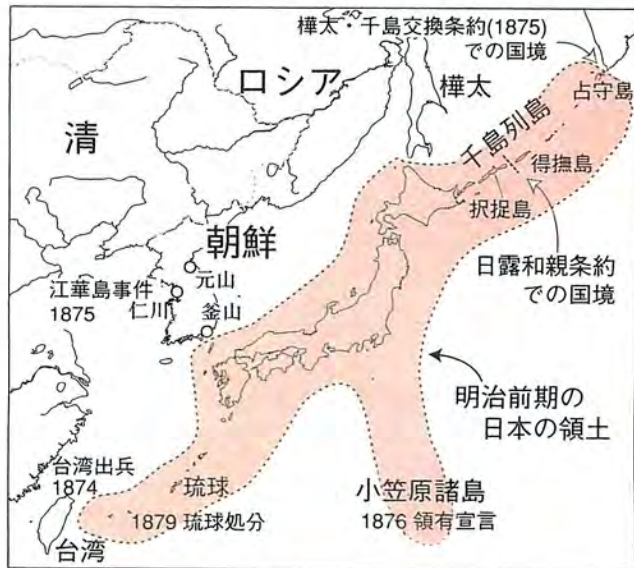 樺太・千島交換条約(1875)
での国境
ロシア
樺太
占守島
千島列島
清
得撫島
択捉島
朝鮮
日露和親条約
での国境
元山
江華島事件
1875
仁川
釜山
明治前期の
日本の領土
台湾出兵
1874
琉球
1879 琉球処分
小笠原諸島
1876 領有宣言
台湾